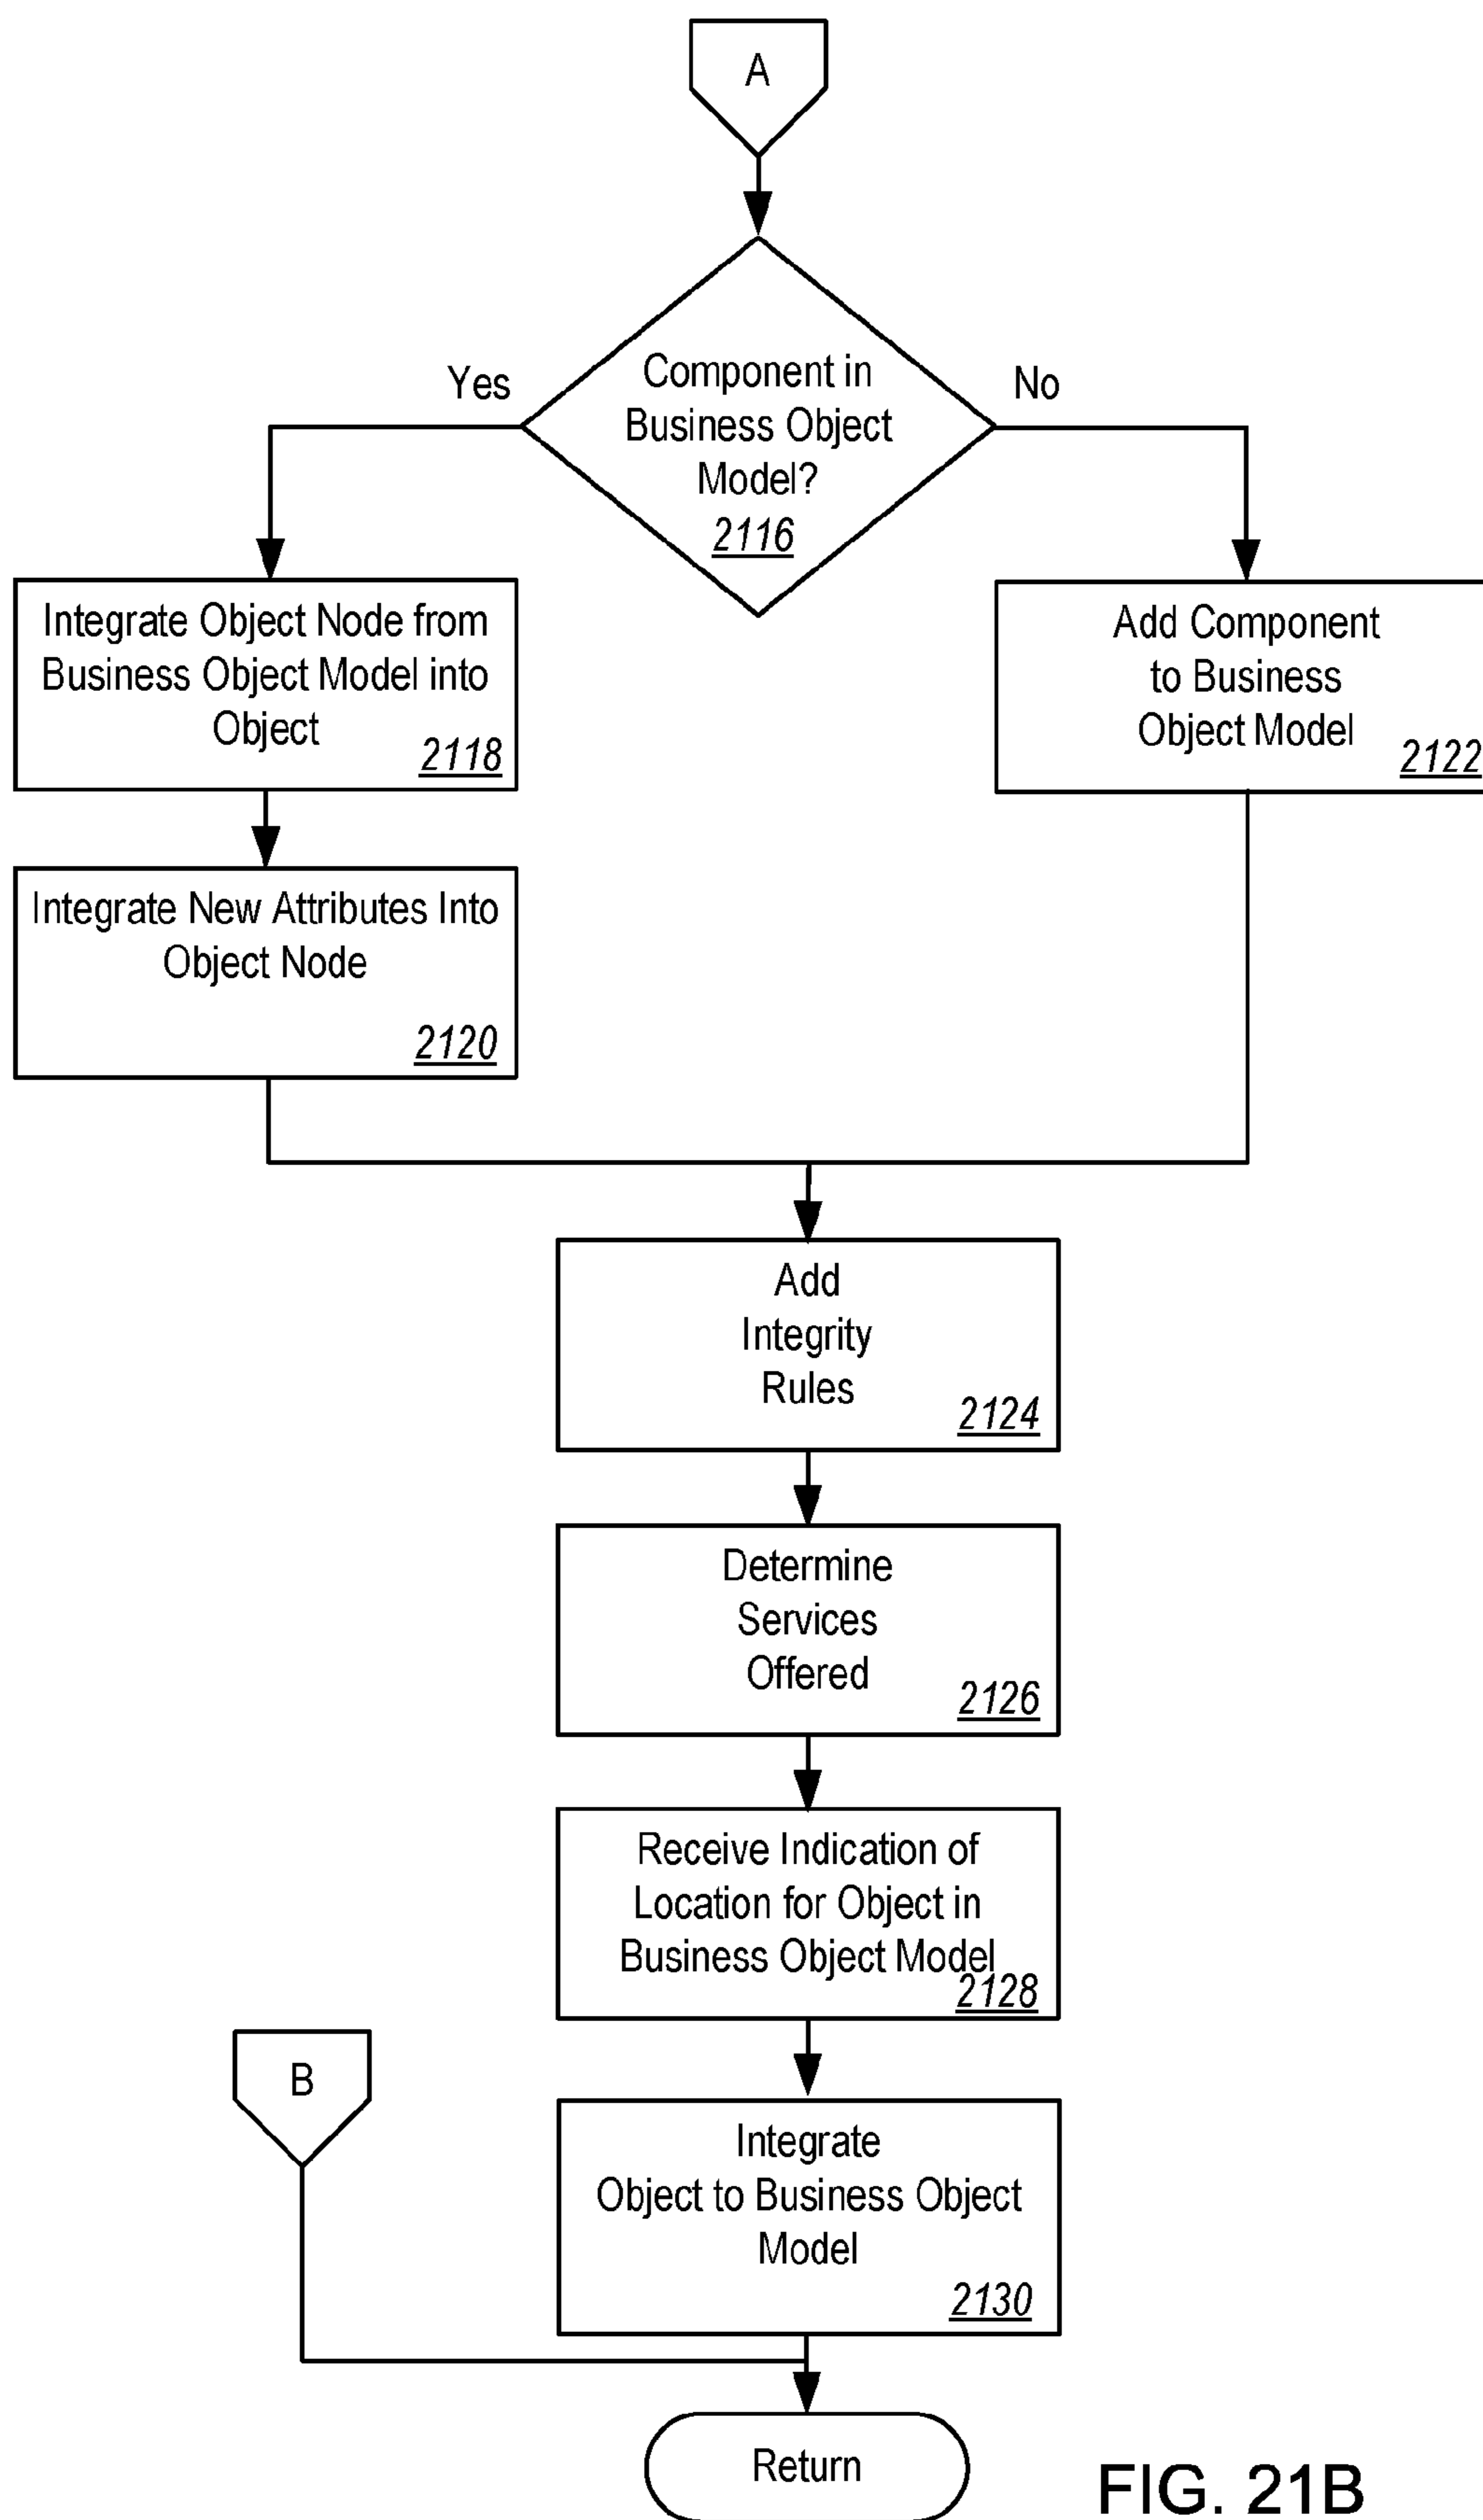 A
Yes
No
Component in
Business Object
Model?
2116
Integrate Object Node from
Business Object Model into
Object
2118
Add Component
to Business
Object Model
2122
Integrate New Attributes Into
Object Node
2120
Add
Integrity
Rules
2124
Determine
Services
Offered
2126
Receive Indication of
Location for Object in
Business Object Model
2128
B
Integrate
Object to Business Object
Model
2130
Return
FIG. 21B